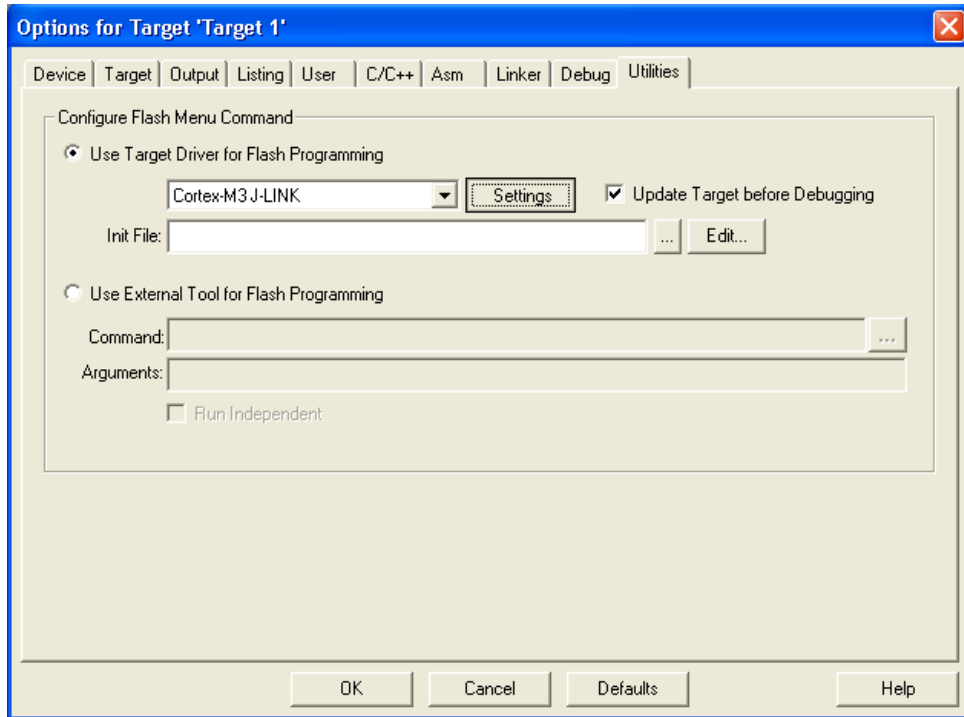 Options for Target 'Target 1'
Device Target Output Listing User C/C++ Asm Linker Debug Utilities
Configure Flash Menu Command
Use Target Driver for Flash Programming
Cortex-M3 J-LINK Settings Update Target before Debugging
Init File: ... Edit...
Use External Tool for Flash Programming
Command: ...
Arguments:
Run Independent
OK Cancel Defaults Help